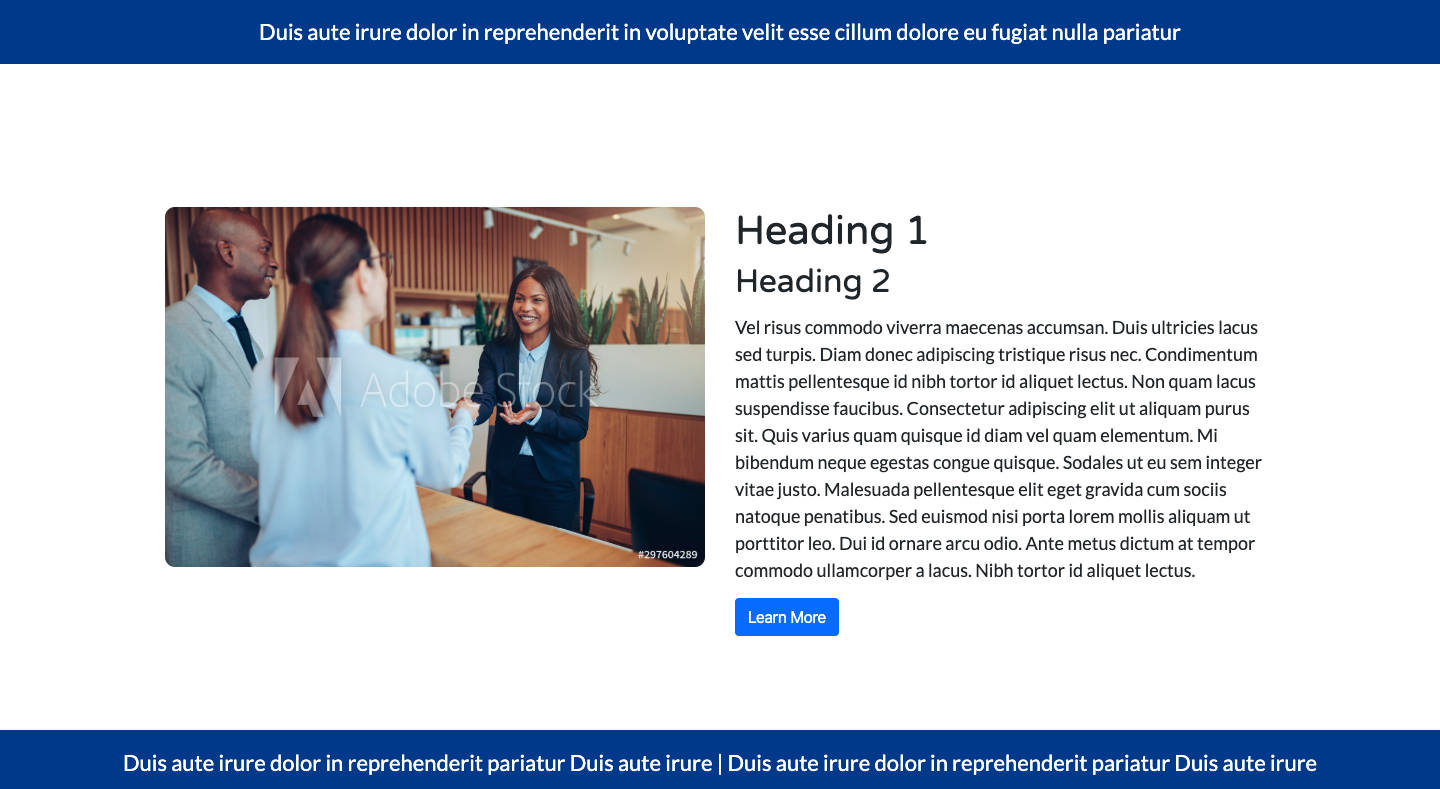 Duis aute irure dolor in reprehenderit in voluptate velit esse cillum dolore eu fugiat nulla pariatur
Adobe Stock
#297604289
Heading 1
Heading 2
Vel risus commodo viverra maecenas accumsan. Duis ultricies lacus
sed turpis. Diam donec adipiscing tristique risus nec. Condimentum
mattis pellentesque id nibh tortor id aliquet lectus. Non quam lacus
suspendisse faucibus. Consectetur adipiscing elit ut aliquam purus
sit. Quis varius quam quisque id diam vel quam elementum. Mi
bibendum neque egestas congue quisque. Sodales ut eu sem integer
vitae justo. Malesuada pellentesque elit eget gravida cum sociis
natoque penatibus. Sed euismod nisi porta lorem mollis aliquam ut
porttitor leo. Dui id ornare arcu odio. Ante metus dictum at tempor
commodo ullamcorper a lacus. Nibh tortor id aliquet lectus.
Learn More
Duis aute irure dolor in reprehenderit pariatur Duis aute irure | Duis aute irure dolor in reprehenderit pariatur Duis aute irure